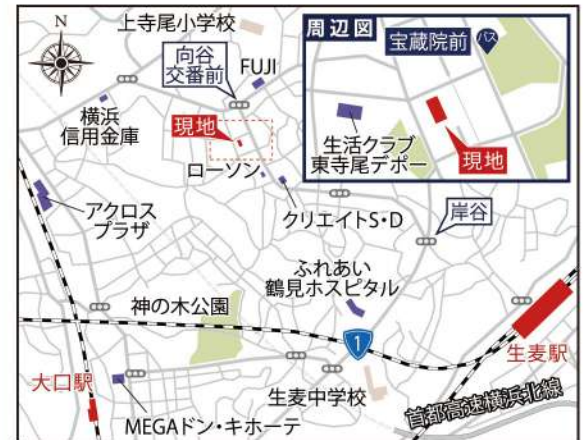 上寺尾小学校
N
向谷
交番前
FUJI
横浜
信用金庫
現地
ローソン
クリエイトS・D
アクロス
プラザ
岸谷
ふれあい
鶴見ホスピタル
神の木公園
1
生麦駅
大口駅
生麦中学校
首都高速横浜北線
MEGAドン・キホーテ
周辺図
宝蔵院前
バス
生活クラブ
東寺尾デポー
現地